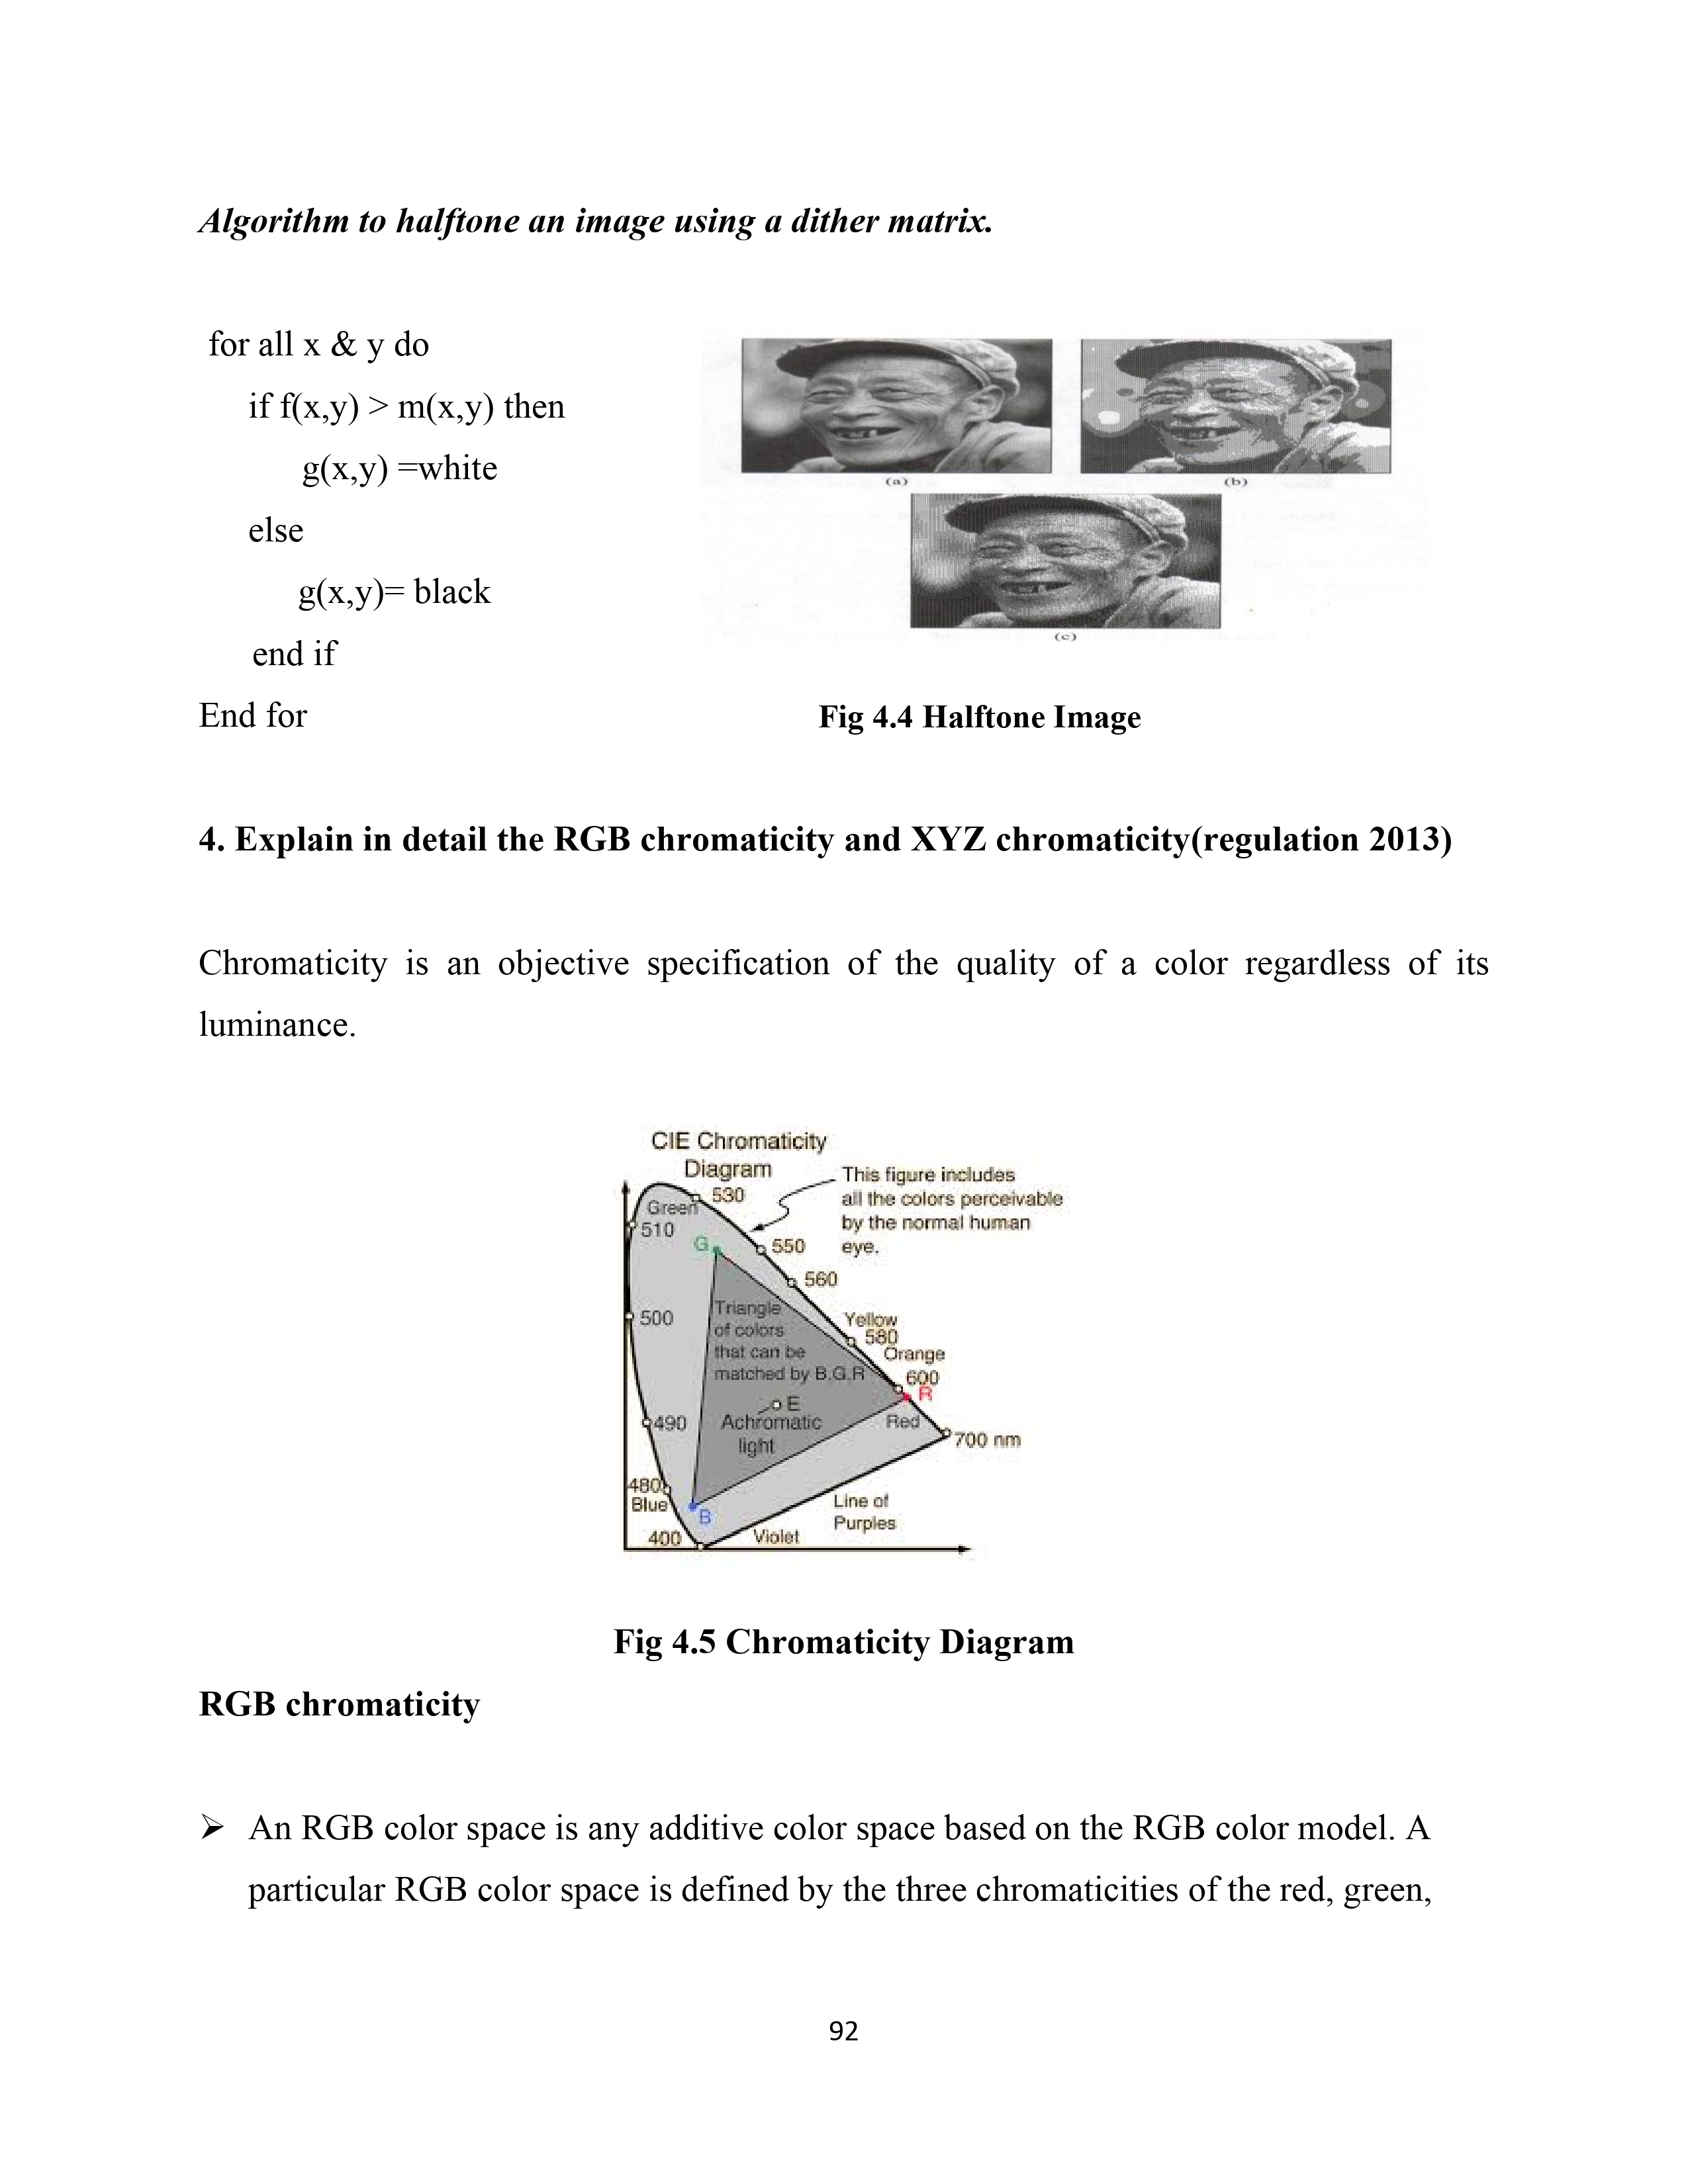 Algorithm to halftone an image using a dither matrix.
for all x & y do
if f(x,y) > m(x,y) then
g(x,y) =white
else
g(x,y)= black
end if
End for
(a)
(b)
(c)
Fig 4.4 Halftone Image
4. Explain in detail the RGB chromaticity and XYZ chromaticity(regulation 2013)
Chromaticity is an objective specification of the quality of a color regardless of its
luminance.
CIE Chromaticity
Diagram
This figure includes
all the colors perceivable
by the normal human
eye.
530
Green
510
G
550
560
500
Triangle
of colors
that can be
matched by B.G.R
Yellow
580
Orange
600
R
E
Achromatic
light
Red
490
700 nm
480
Blue
B
Line of
Purples
400
Violet
Fig 4.5 Chromaticity Diagram
RGB chromaticity
➢ An RGB color space is any additive color space based on the RGB color model. A
particular RGB color space is defined by the three chromaticities of the red, green,
92